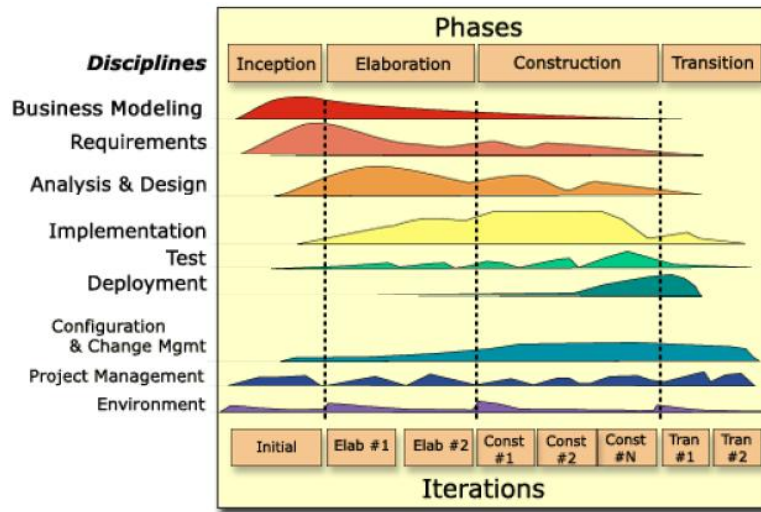 Phases
Disciplines
Inception
Elaboration
Construction
Transition
Business Modeling
Requirements
Analysis & Design
Implementation
Test
Deployment
Configuration
& Change Mgmt
Project Management
Environment
Initial
Elab #1
Elab #2
Const
#1
Const
#2
Const
#N
Tran
#1
Tran
#2
Iterations